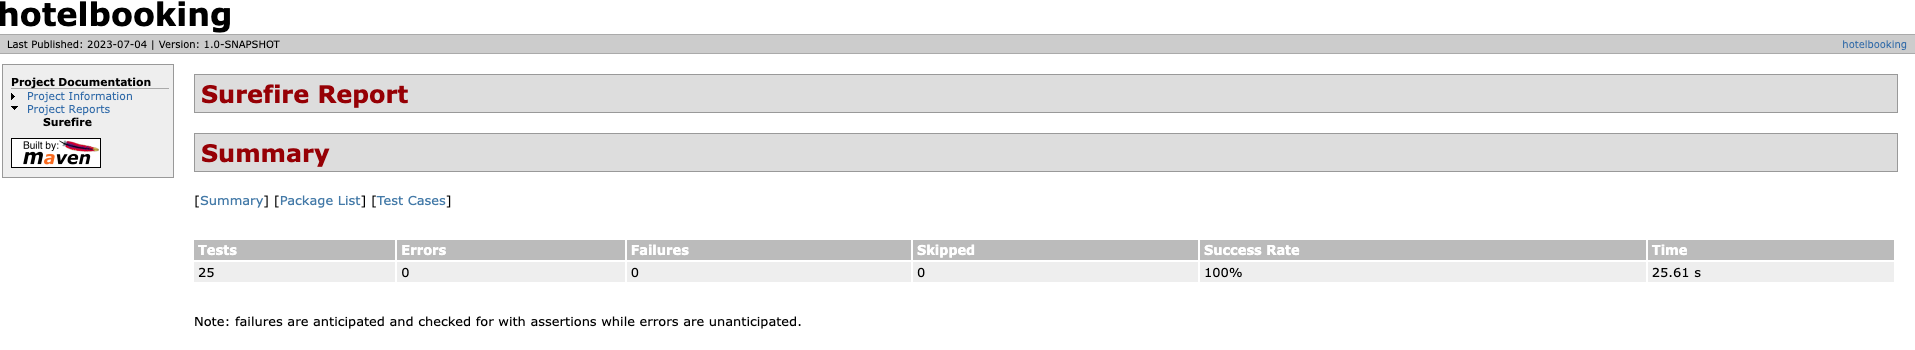 hotelbooking
Last Published: 2023-07-04 | Version: 1.0-SNAPSHOT
hotelbooking
Project Documentation
Project Information
Project Reports
Surefire
Built by:
maven
Surefire Report
Summary
[Summary] [Package List] [Test Cases]
Tests Errors Failures Skipped Success Rate Time
25 0 0 0 100% 25.61 s
Note: failures are anticipated and checked for with assertions while errors are unanticipated.